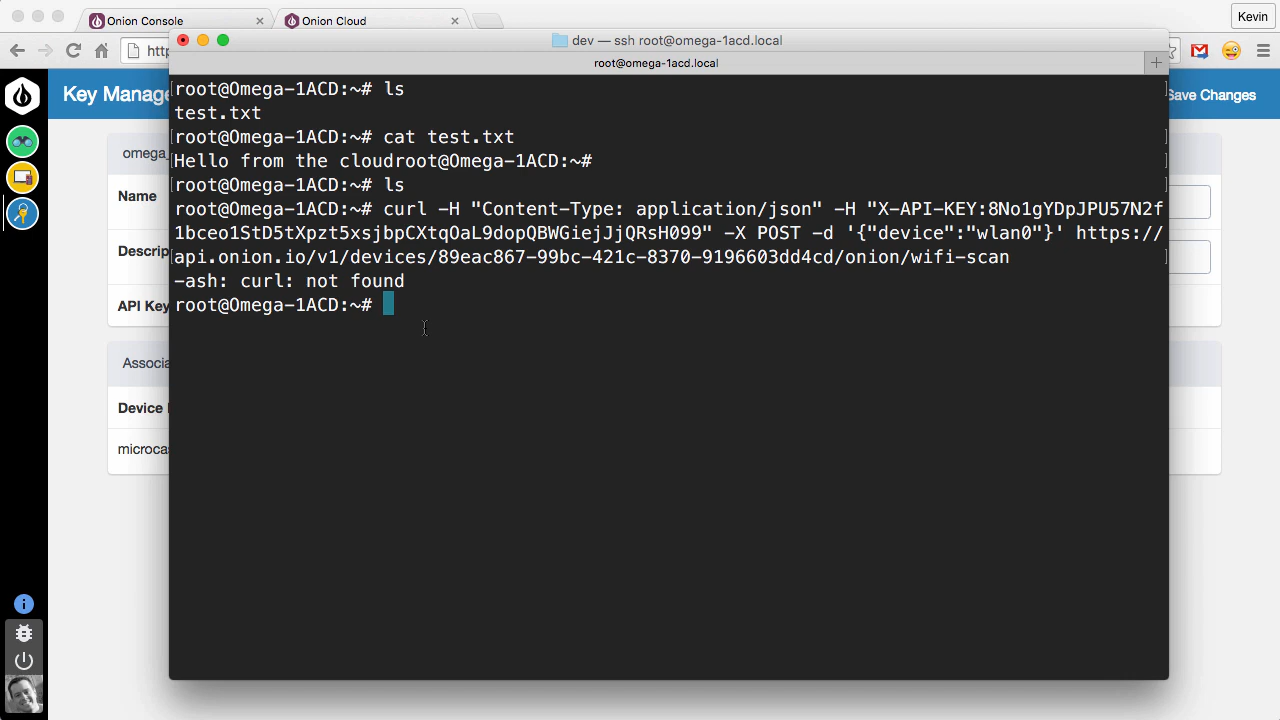 Onion Console
Onion Cloud
Kevin
dev — ssh root@omega-1acd.local
http
root@omega-1acd.local
Key Manage
Save Changes
root@Omega-1ACD:~# ls
test.txt
root@Omega-1ACD:~# cat test.txt
Hello from the cloudroot@Omega-1ACD:~#
root@Omega-1ACD:~# ls
root@Omega-1ACD:~# curl -H "Content-Type: application/json" -H "X-API-KEY:8No1gYDpJPU57N2f
1bceo1StD5tXpzt5xsjbpCXtqOaL9dopQBWGiejJjQRsH099" -X POST -d '{"device":"wlan0"}' https://
api.onion.io/v1/devices/89eac867-99bc-421c-8370-9196603dd4cd/onion/wifi-scan
-ash: curl: not found
root@Omega-1ACD:~#
omega_
Name
Descrip
API Key
Associa
Device
microca